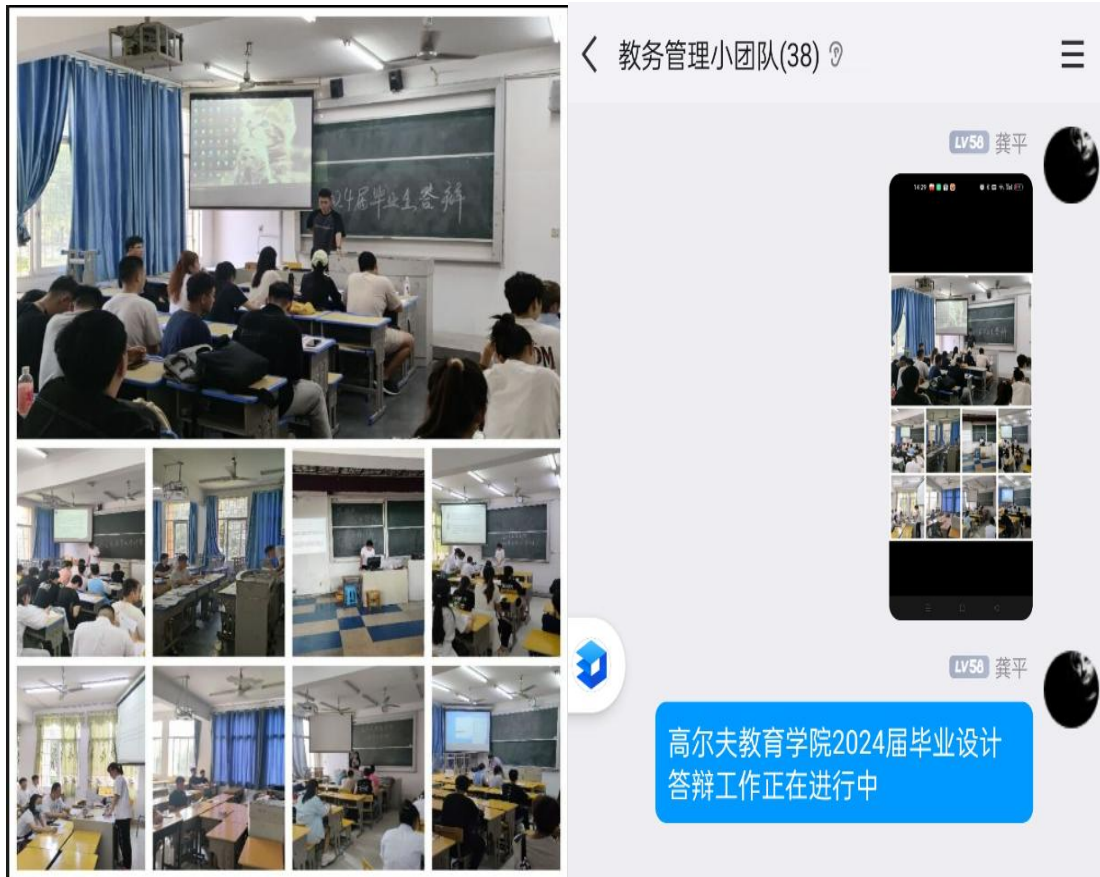 24届毕业生答辩
教务管理小团队(38)
LV58 龚平
14:29
LV58 龚平
高尔夫教育学院2024届毕业设计
答辩工作正在进行中